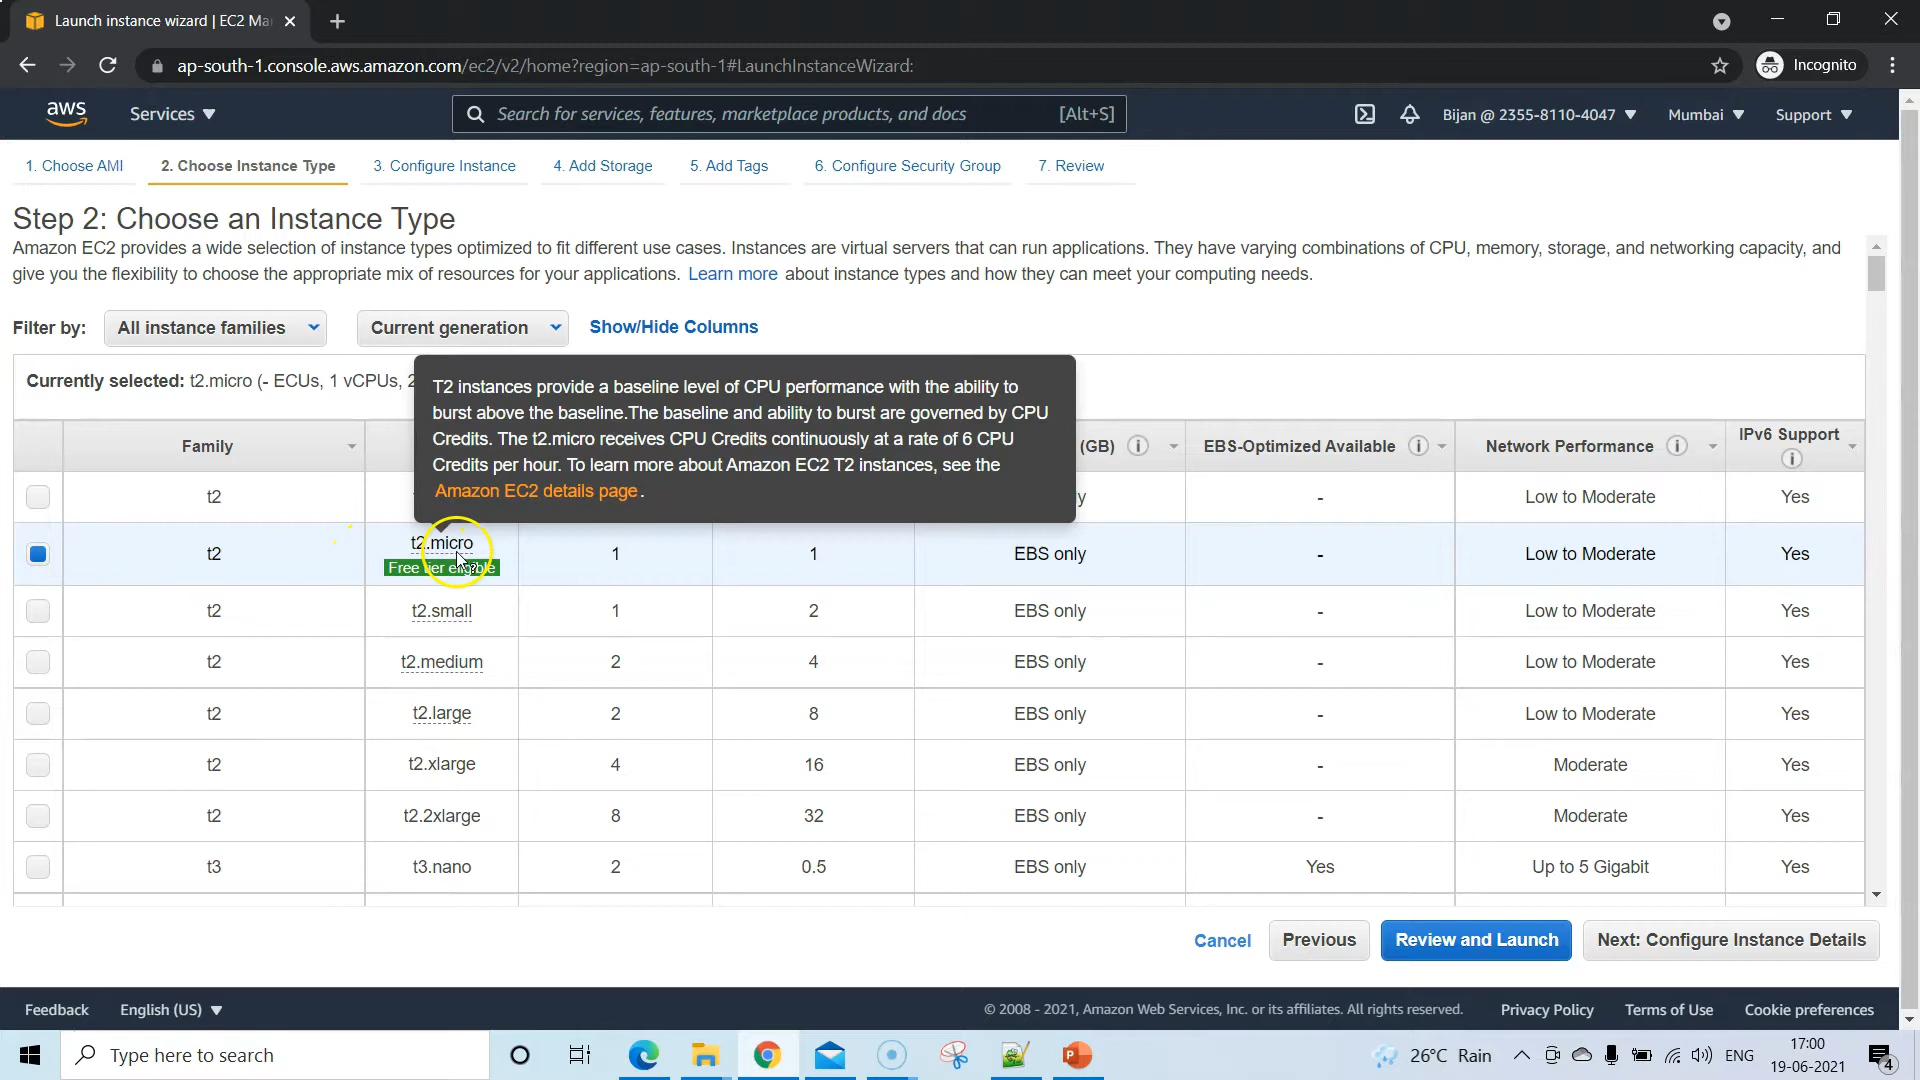 Launch instance wizard | EC2 Ma
ap-south-1.console.aws.amazon.com/ec2/v2/home?region=ap-south-1#LaunchInstanceWizard:
Incognito
aws
Services
Search for services, features, marketplace products, and docs
[Alt+S]
Bijan @ 2355-8110-4047
Mumbai
Support
1. Choose AMI
2. Choose Instance Type
3. Configure Instance
4. Add Storage
5. Add Tags
6. Configure Security Group
7. Review
Step 2: Choose an Instance Type
Amazon EC2 provides a wide selection of instance types optimized to fit different use cases. Instances are virtual servers that can run applications. They have varying combinations of CPU, memory, storage, and networking capacity, and
give you the flexibility to choose the appropriate mix of resources for your applications. Learn more about instance types and how they can meet your computing needs.
Filter by: All instance families Current generation Show/Hide Columns
Currently selected: t2.micro (- ECUs, 1 vCPUs, 2
T2 instances provide a baseline level of CPU performance with the ability to
burst above the baseline.The baseline and ability to burst are governed by CPU
Credits. The t2.micro receives CPU Credits continuously at a rate of 6 CPU
Credits per hour. To learn more about Amazon EC2 T2 instances, see the
Amazon EC2 details page.
Family (GB) EBS-Optimized Available Network Performance IPv6 Support
t2 y - Low to Moderate Yes
t2 t2.micro 1 1 EBS only - Low to Moderate Yes
Free tier eligible
t2 t2.small 1 2 EBS only - Low to Moderate Yes
t2 t2.medium 2 4 EBS only - Low to Moderate Yes
t2 t2.large 2 8 EBS only - Low to Moderate Yes
t2 t2.xlarge 4 16 EBS only - Moderate Yes
t2 t2.2xlarge 8 32 EBS only - Moderate Yes
t3 t3.nano 2 0.5 EBS only Yes Up to 5 Gigabit Yes
Cancel
Previous
Review and Launch
Next: Configure Instance Details
Feedback
English (US)
© 2008 - 2021, Amazon Web Services, Inc. or its affiliates. All rights reserved.
Privacy Policy
Terms of Use
Cookie preferences
Type here to search
26°C Rain
ENG
17:00
19-06-2021
4